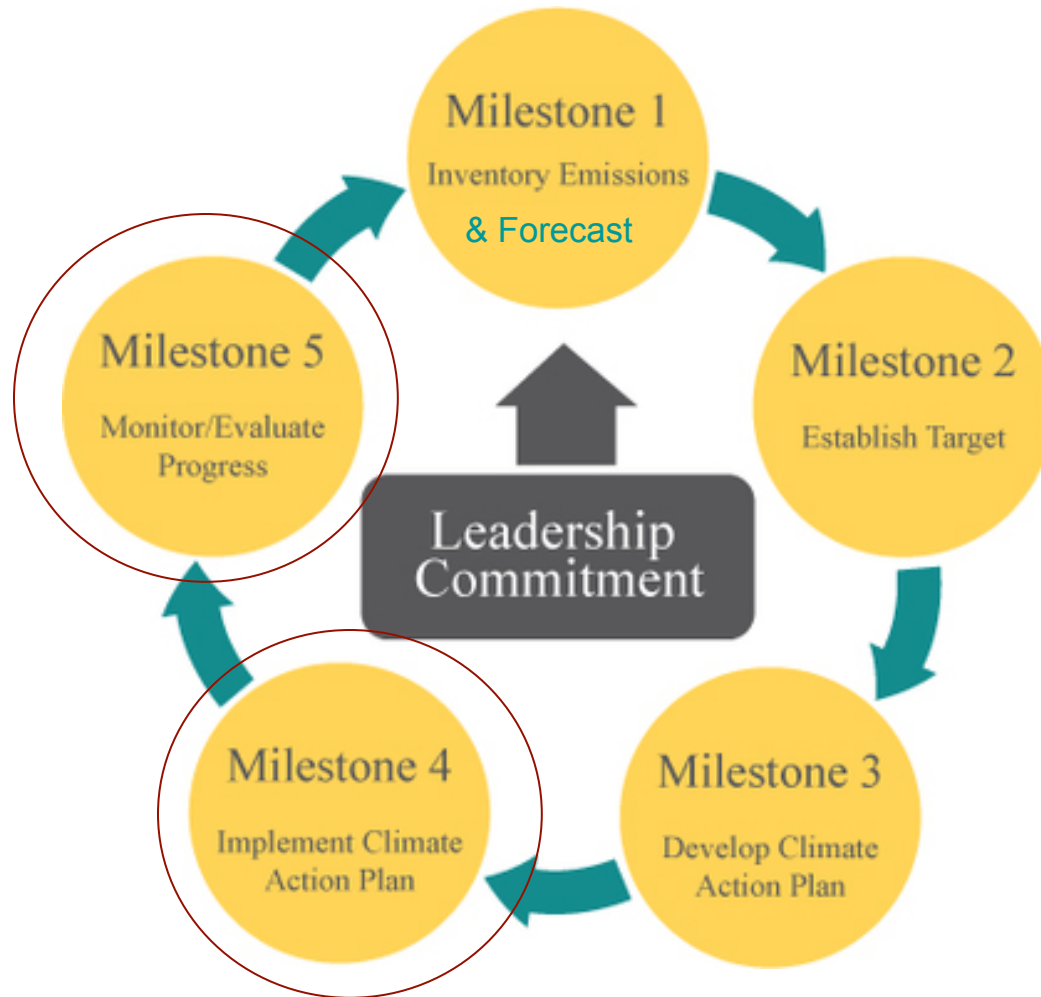 Milestone 1
Inventory Emissions
& Forecast
Milestone 2
Establish Target
Milestone 3
Develop Climate
Action Plan
Milestone 4
Implement Climate
Action Plan
Milestone 5
Monitor/Evaluate
Progress
Leadership
Commitment